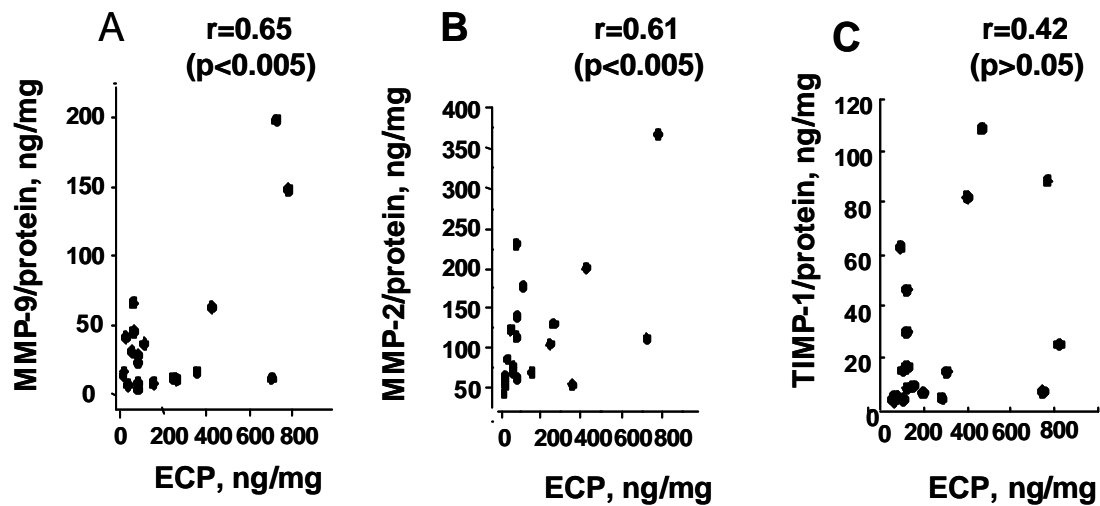 A
r=0.65
(p<0.005)
MMP-9/protein, ng/mg
200
150
100
50
0
0 200 400 600 800
ECP, ng/mg
B
r=0.61
(p<0.005)
MMP-2/protein, ng/mg
400
350
300
250
200
150
100
50
0 200 400 600 800
ECP, ng/mg
C
r=0.42
(p>0.05)
TIMP-1/protein, ng/mg
120
100
80
60
40
20
0
0 200 400 600 800
ECP, ng/mg